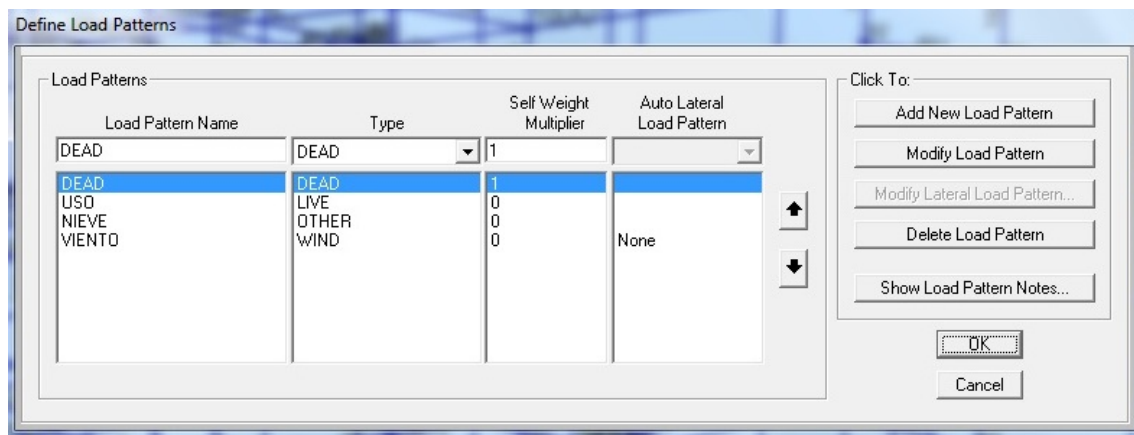 Define Load Patterns
Load Patterns
Click To:
Load Pattern Name Type Self Weight Multiplier Auto Lateral Load Pattern
DEAD DEAD 1
DEAD DEAD 1
USO LIVE 0
NIEVE OTHER 0
VIENTO WIND 0 None
Add New Load Pattern
Modify Load Pattern
Modify Lateral Load Pattern...
Delete Load Pattern
Show Load Pattern Notes...
OK
Cancel